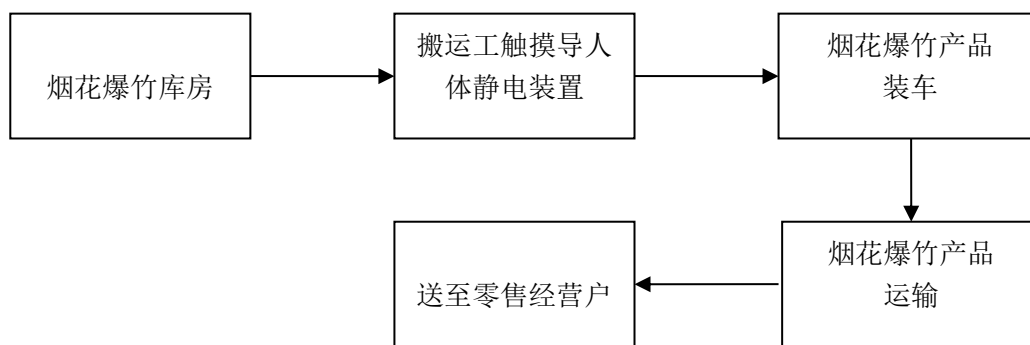 烟花爆竹库房
搬运工触摸导人
体静电装置
烟花爆竹产品
装车
烟花爆竹产品
运输
送至零售经营户